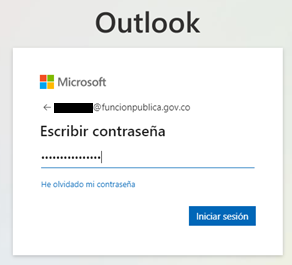 Outlook
Microsoft
@funcionpublica.gov.co
Escribir contraseña
He olvidado mi contraseña
Iniciar sesión